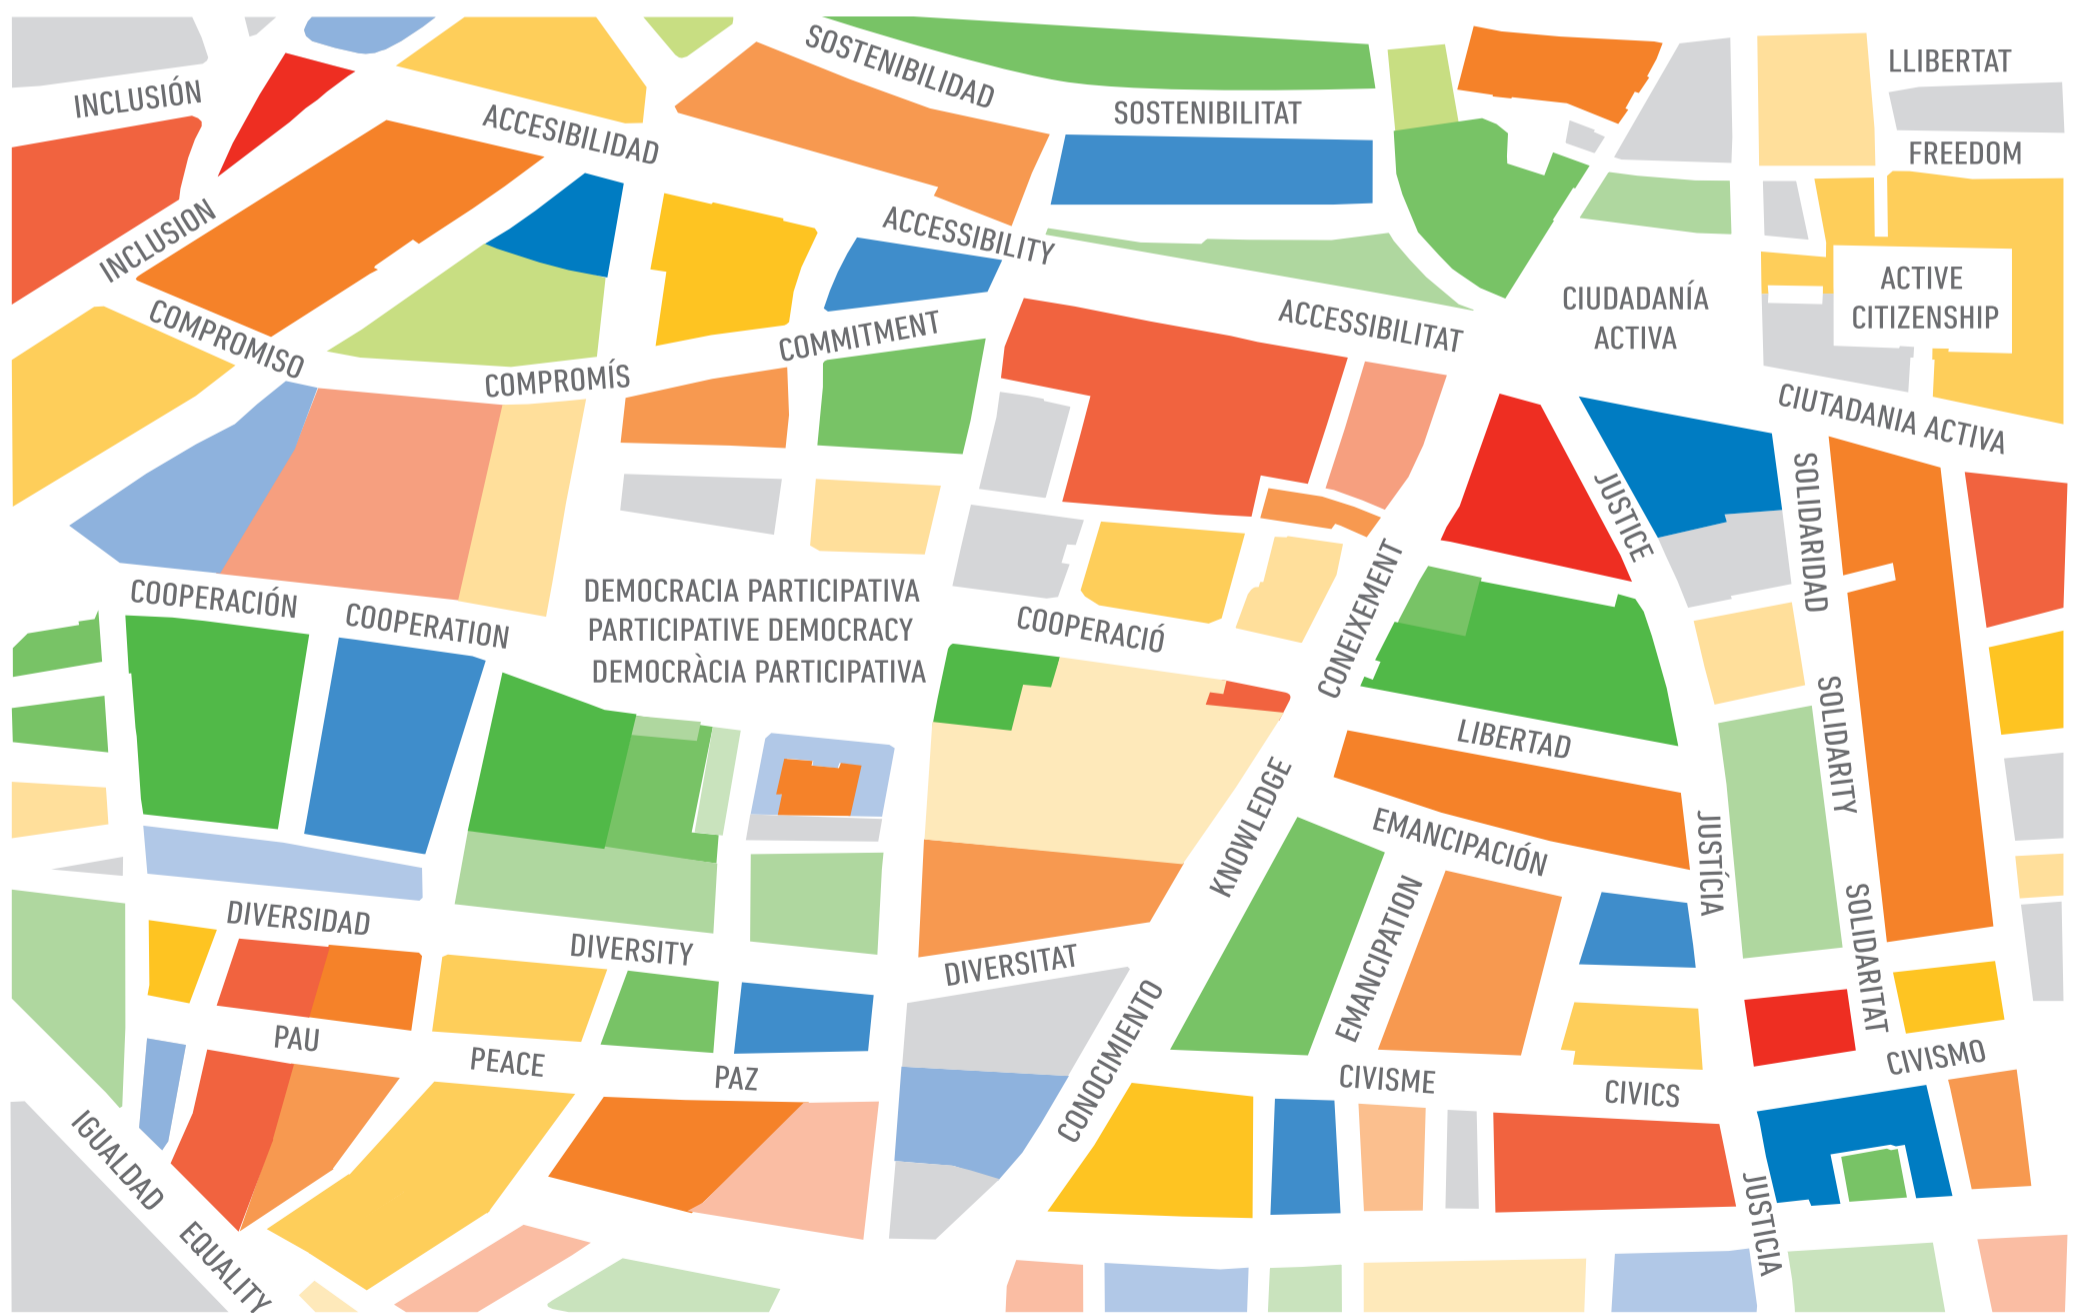 SOSTENIBILIDAD
LLIBERTAT
INCLUSIÓN
SOSTENIBILITAT
ACCESIBILIDAD
FREEDOM
INCLUSION
ACCESSIBILITY
CIUDADANÍA
ACTIVA
ACTIVE
CITIZENSHIP
COMPROMISO
COMMITMENT
ACCESSIBILITAT
COMPROMÍS
CIUTADANIA ACTIVA
JUSTICE
SOLIDARIDAD
COOPERACIÓN
COOPERATION
DEMOCRACIA PARTICIPATIVA
PARTICIPATIVE DEMOCRACY
DEMOCRÀCIA PARTICIPATIVA
COOPERACIÓ
CONEIXEMENT
LIBERTAD
SOLIDARITY
KNOWLEDGE
EMANCIPACIÓN
JUSTÍCIA
DIVERSIDAD
DIVERSITY
DIVERSITAT
EMANCIPATION
SOLIDARITAT
PAU
PEACE
PAZ
CONOCIMIENTO
CIVISME
CIVICS
CIVISMO
IGUALDAD
EQUALITY
JUSTICIA